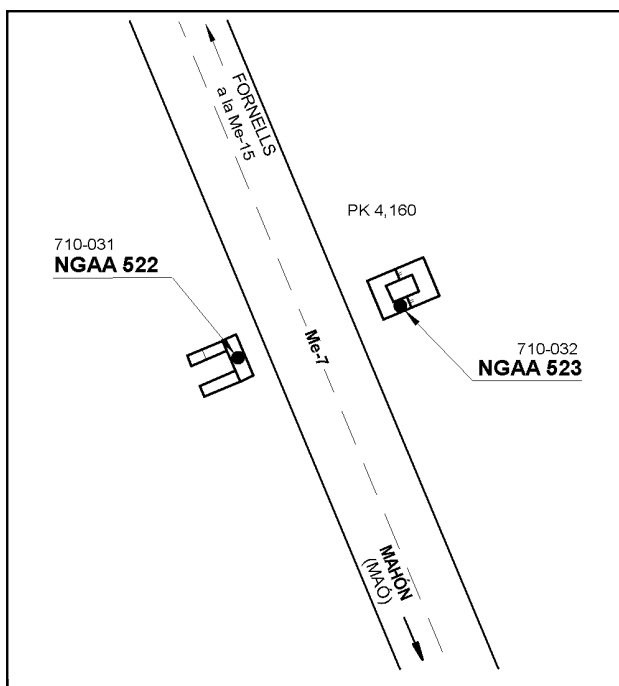 FORNELLS
a la Me-15
PK 4,160
710-031
NGAA 522
Me-7
710-032
NGAA 523
MAHÓN
(MAÓ)